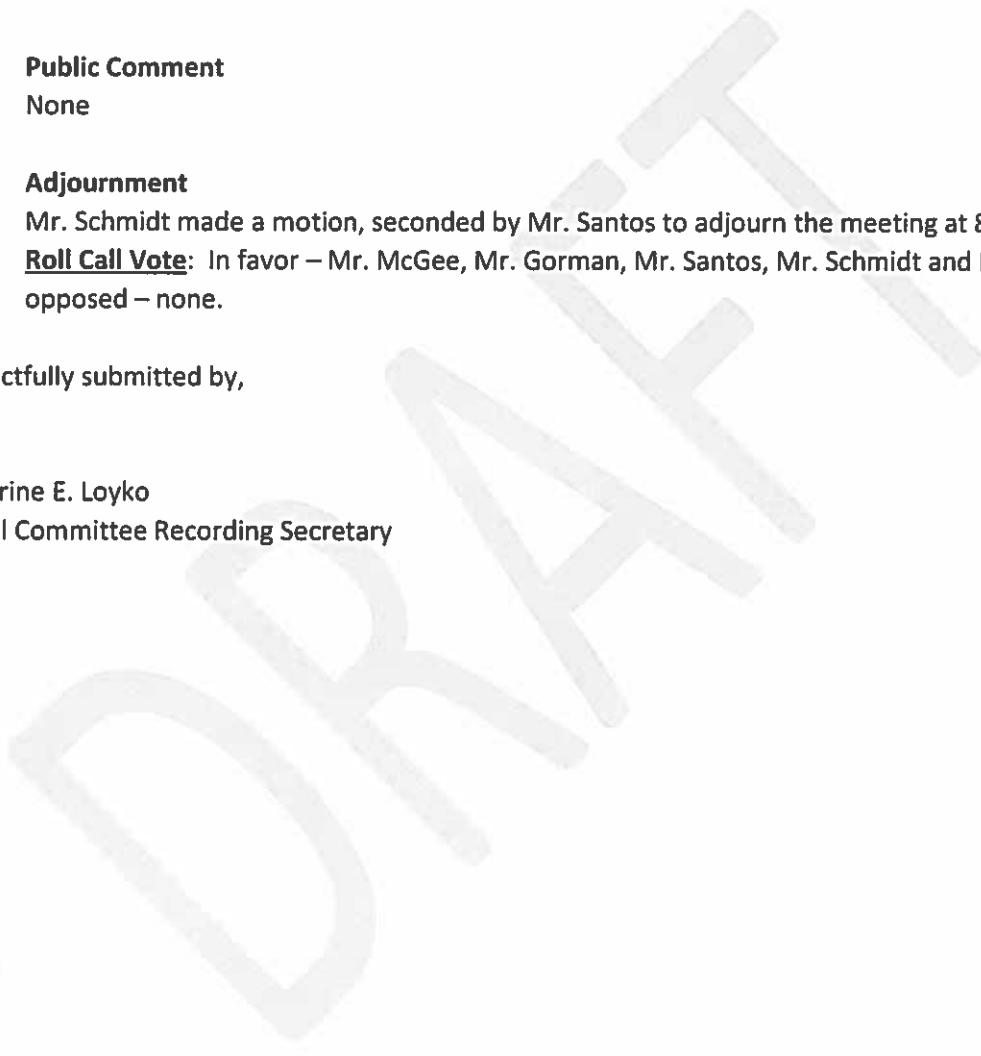 Public Comment
None
Adjournment
Mr. Schmidt made a motion, seconded by Mr. Santos to adjourn the meeting at 8
Roll Call Vote: In favor – Mr. McGee, Mr. Gorman, Mr. Santos, Mr. Schmidt and
opposed – none.
ctfully submitted by,
rine E. Loyko
l Committee Recording Secretary
DRAFT